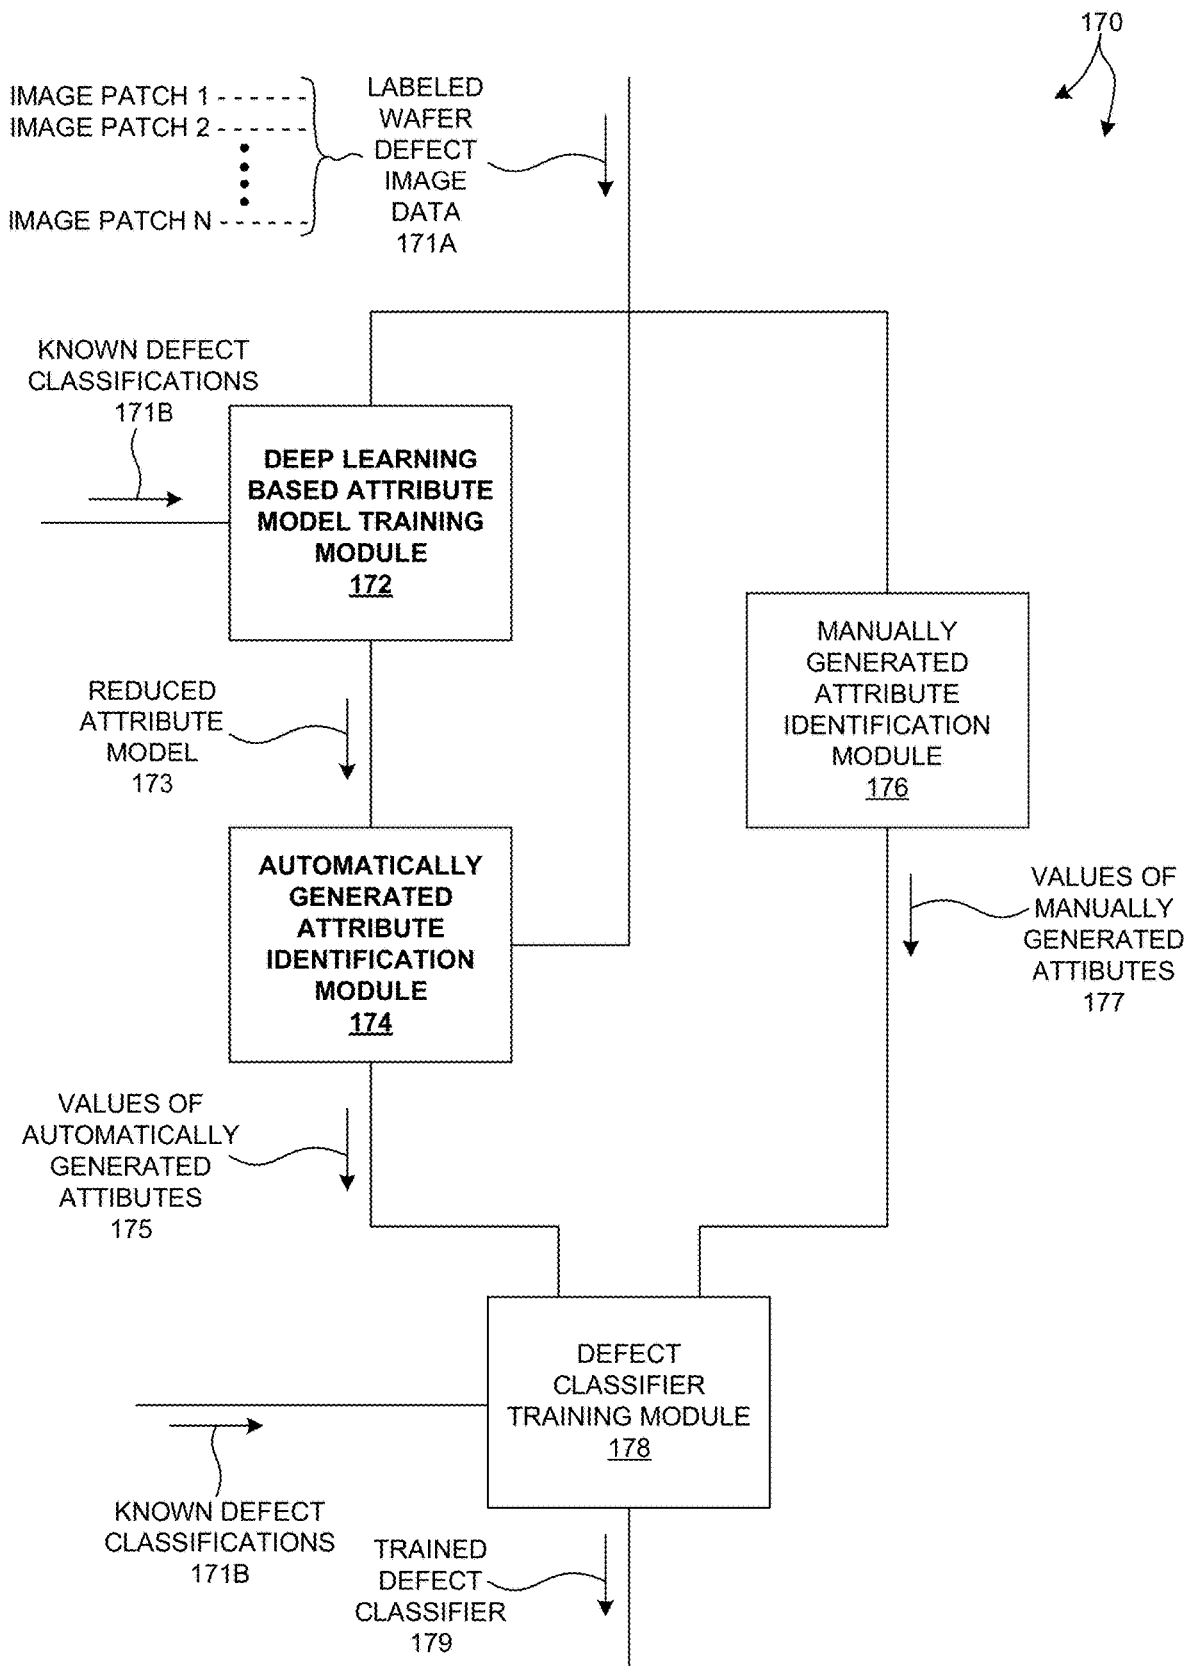 170
IMAGE PATCH 1
IMAGE PATCH 2
IMAGE PATCH N
LABELED
WAFER
DEFECT
IMAGE
DATA
171A
KNOWN DEFECT
CLASSIFICATIONS
171B
DEEP LEARNING
BASED ATTRIBUTE
MODEL TRAINING
MODULE
172
MANUALLY
GENERATED
ATTRIBUTE
IDENTIFICATION
MODULE
176
REDUCED
ATTRIBUTE
MODEL
173
AUTOMATICALLY
GENERATED
ATTRIBUTE
IDENTIFICATION
MODULE
174
VALUES OF
MANUALLY
GENERATED
ATTIBUTES
177
VALUES OF
AUTOMATICALLY
GENERATED
ATTIBUTES
175
DEFECT
CLASSIFIER
TRAINING MODULE
178
KNOWN DEFECT
CLASSIFICATIONS
171B
TRAINED
DEFECT
CLASSIFIER
179